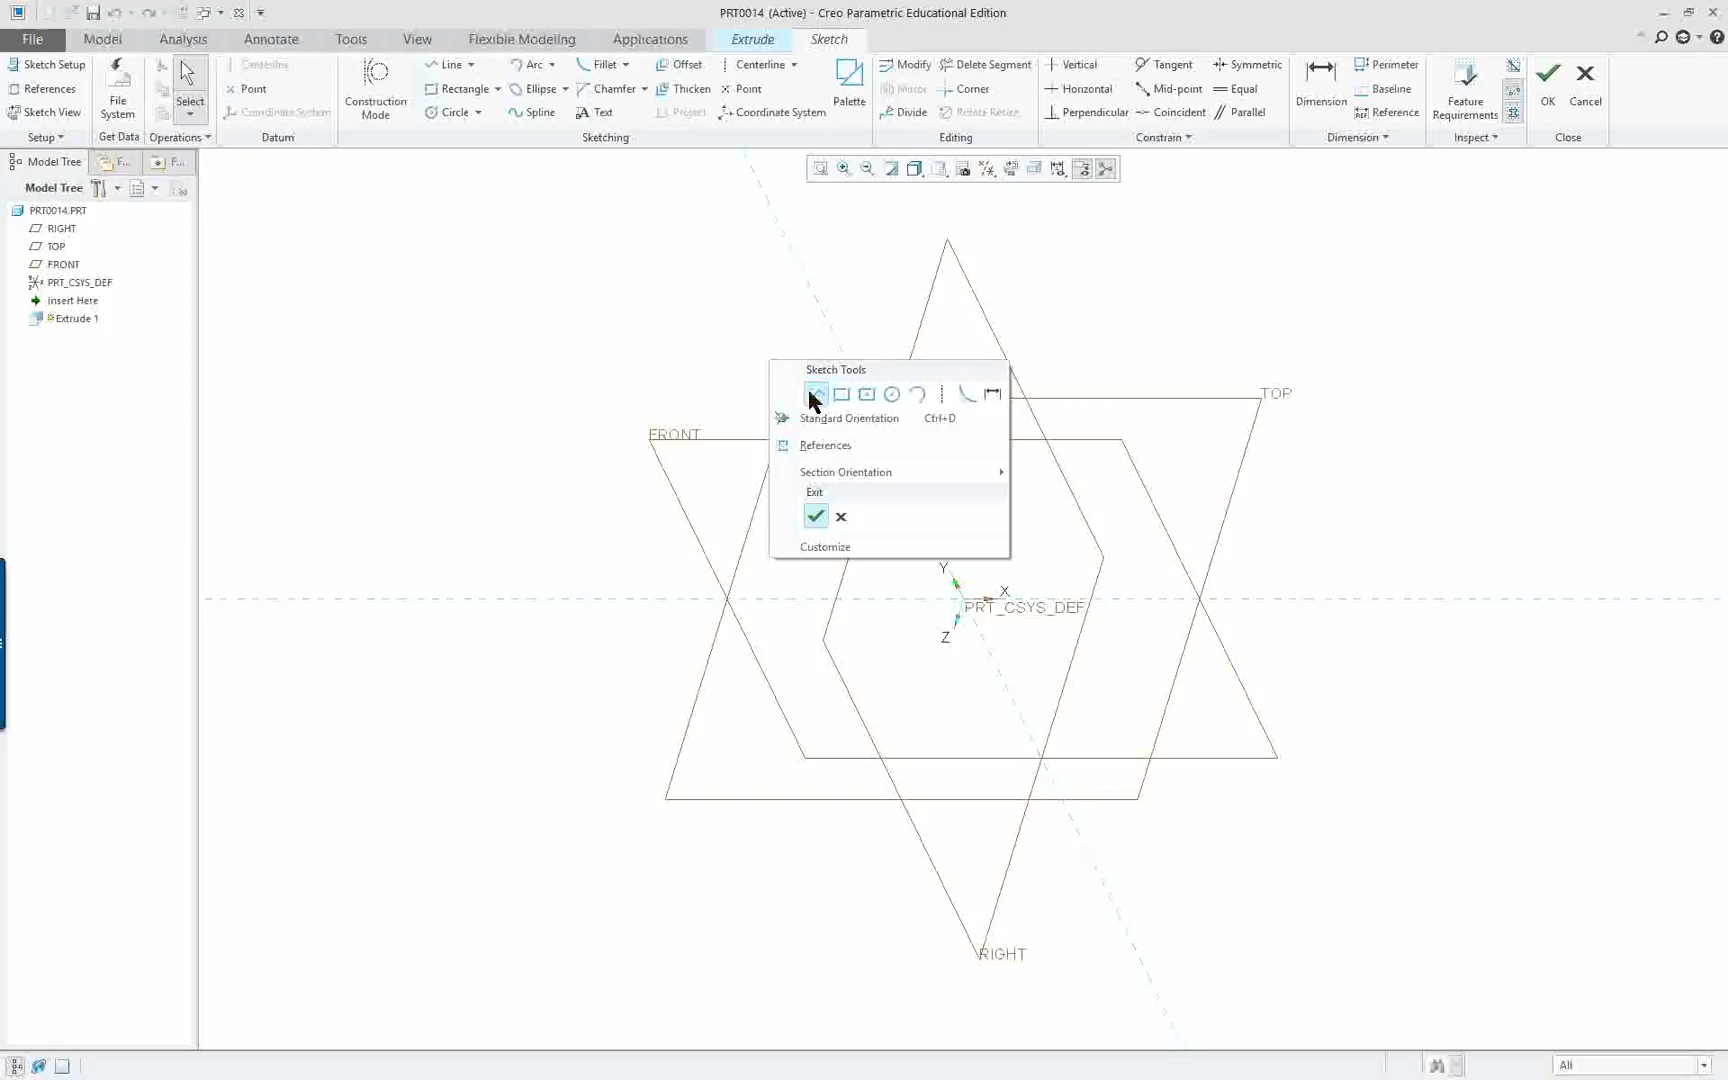 PRT0014 (Active) - Creo Parametric Educational Edition
File Model Analysis Annotate Tools View Flexible Modeling Applications Extrude Sketch
Sketch Setup
References
Sketch View
Setup
File System
Get Data
Select
Operations
Centerline
Point
Coordinate System
Datum
Construction Mode
Line Arc Fillet Offset Centerline
Rectangle Ellipse Chamfer Thicken Point
Circle Spline Text Project Coordinate System
Palette
Sketching
Modify Delete Segment
Mirror Corner
Divide Rotate Resize
Editing
Vertical Tangent Symmetric
Horizontal Mid-point Equal
Perpendicular Coincident Parallel
Constrain
Dimension
Perimeter
Baseline
REF Reference
Dimension
Feature Requirements
Inspect
OK Cancel
Close
Model Tree F... F...
Model Tree
PRT0014.PRT
RIGHT
TOP
FRONT
PRT_CSYS_DEF
Insert Here
Extrude 1
Sketch Tools
Standard Orientation Ctrl+D
References
Section Orientation
Exit
Customize
TOP
FRONT
Y
X
PRT_CSYS_DEF
Z
RIGHT
All